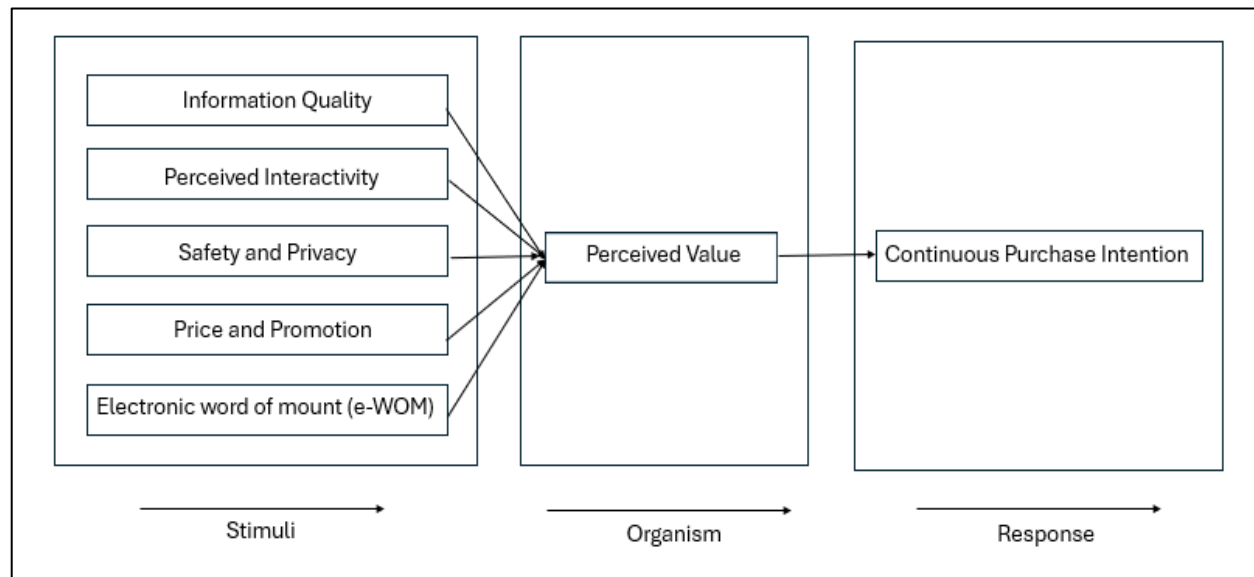 Information Quality
Perceived Interactivity
Safety and Privacy
Price and Promotion
Electronic word of mount (e-WOM)
Perceived Value
Continuous Purchase Intention
Stimuli
Organism
Response